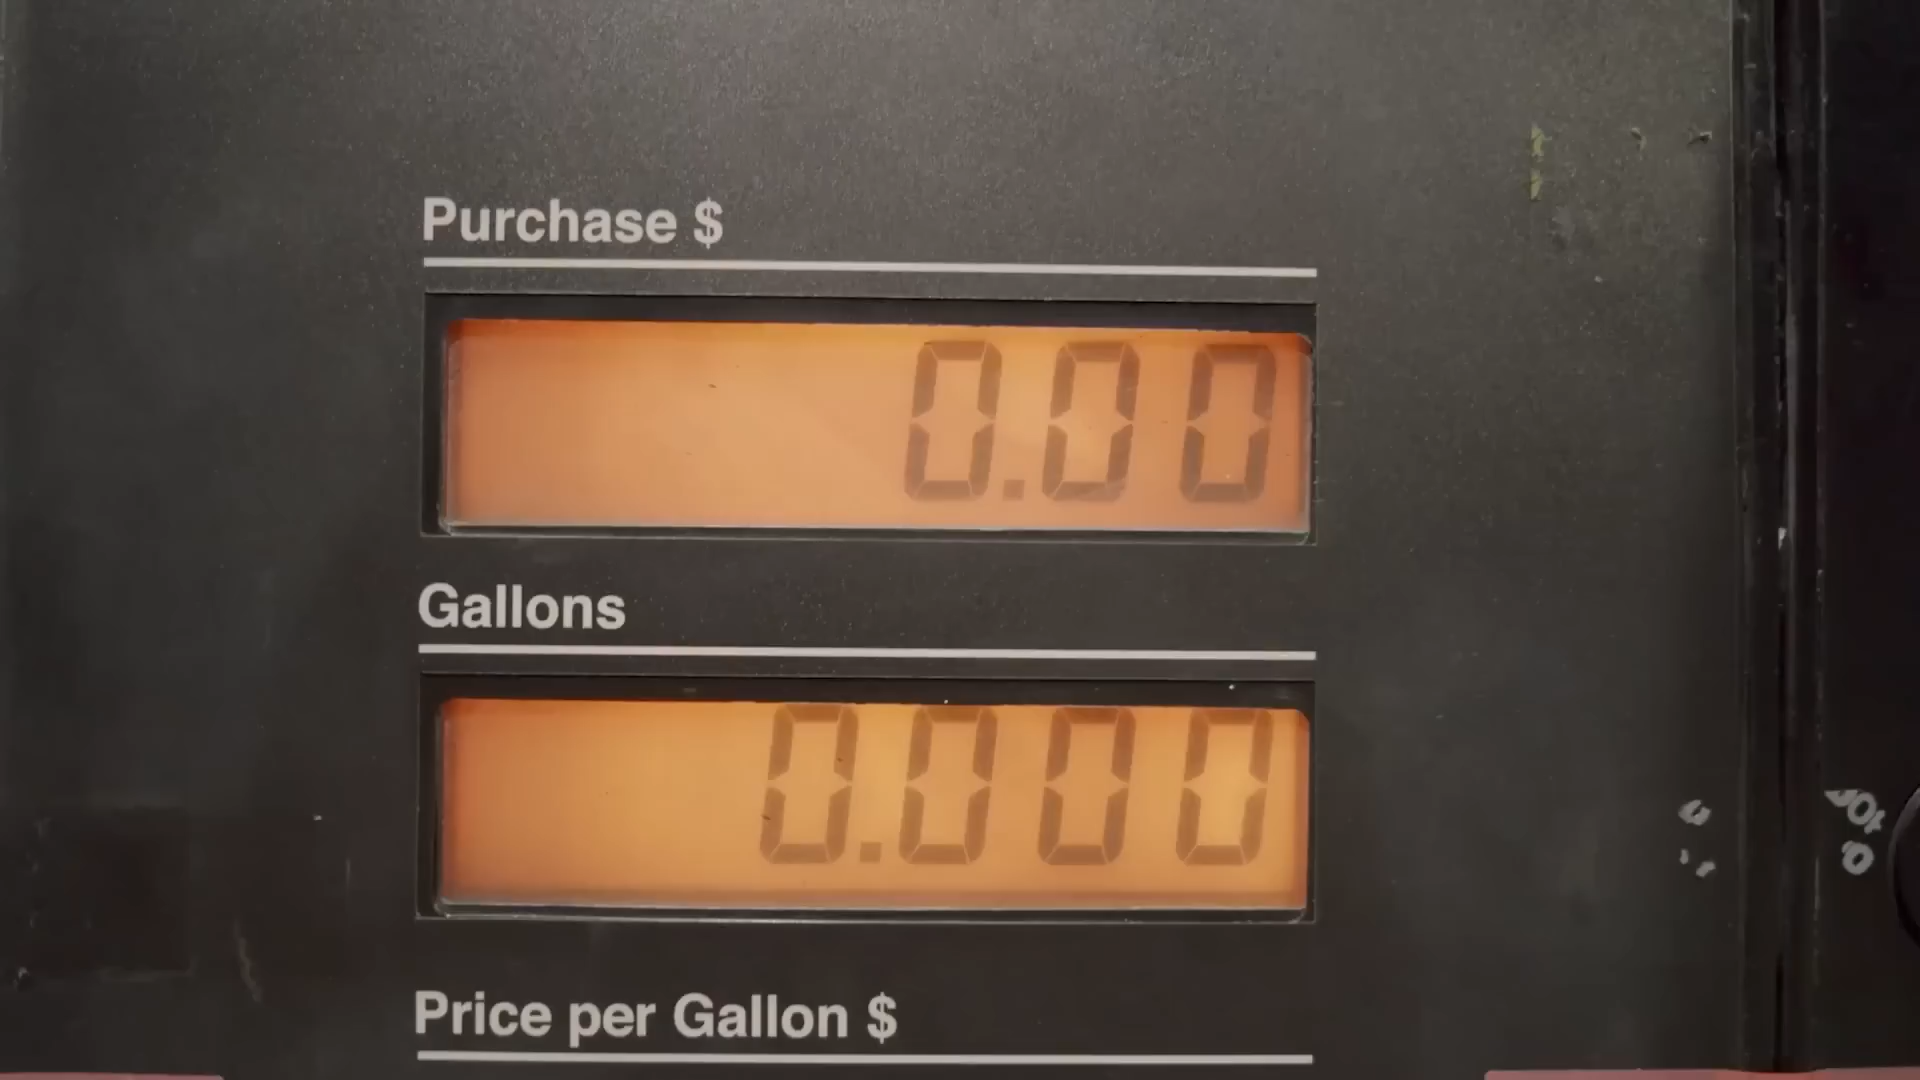 Purchase $
0.00
Gallons
0.000
Price per Gallon $